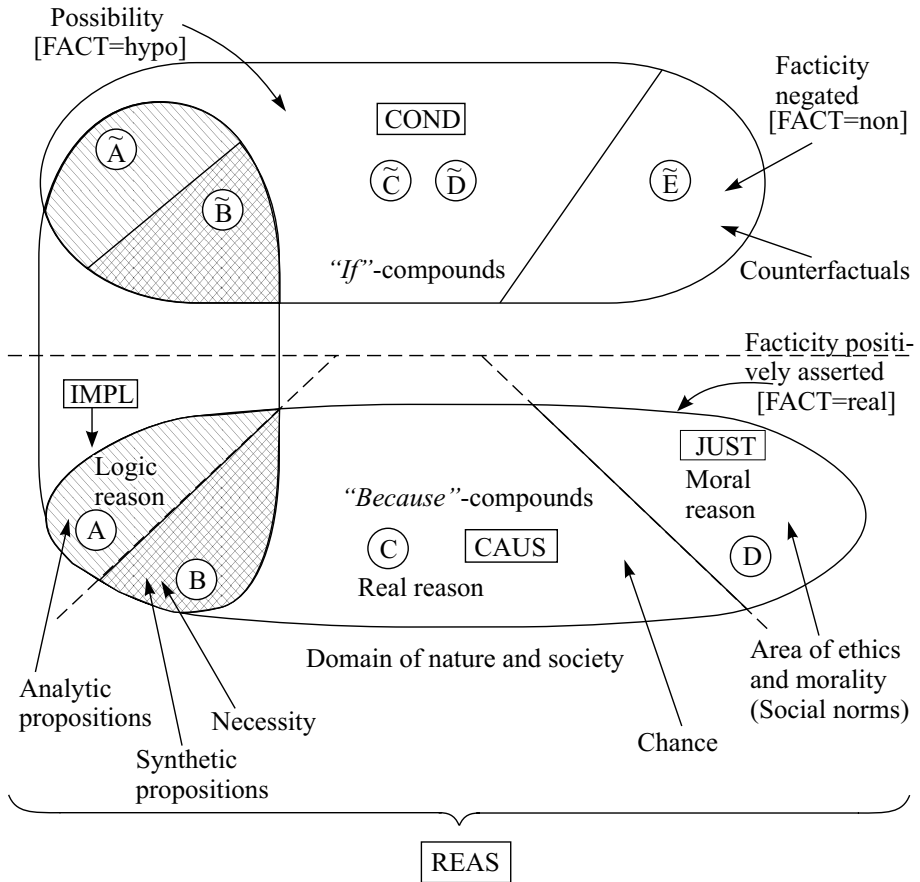 Possibility
[FACT=hypo]
Facticity
negated
[FACT=non]
COND
Ã
B̃
C̃ D̃
Ẽ
“If”-compounds
Counterfactuals
Facticity positi-
vely asserted
[FACT=real]
IMPL
JUST
Logic
reason
Moral
reason
“Because”-compounds
A
B
C
CAUS
D
Real reason
Domain of nature and society
Area of ethics
and morality
(Social norms)
Analytic
propositions
Necessity
Synthetic
propositions
Chance
REAS